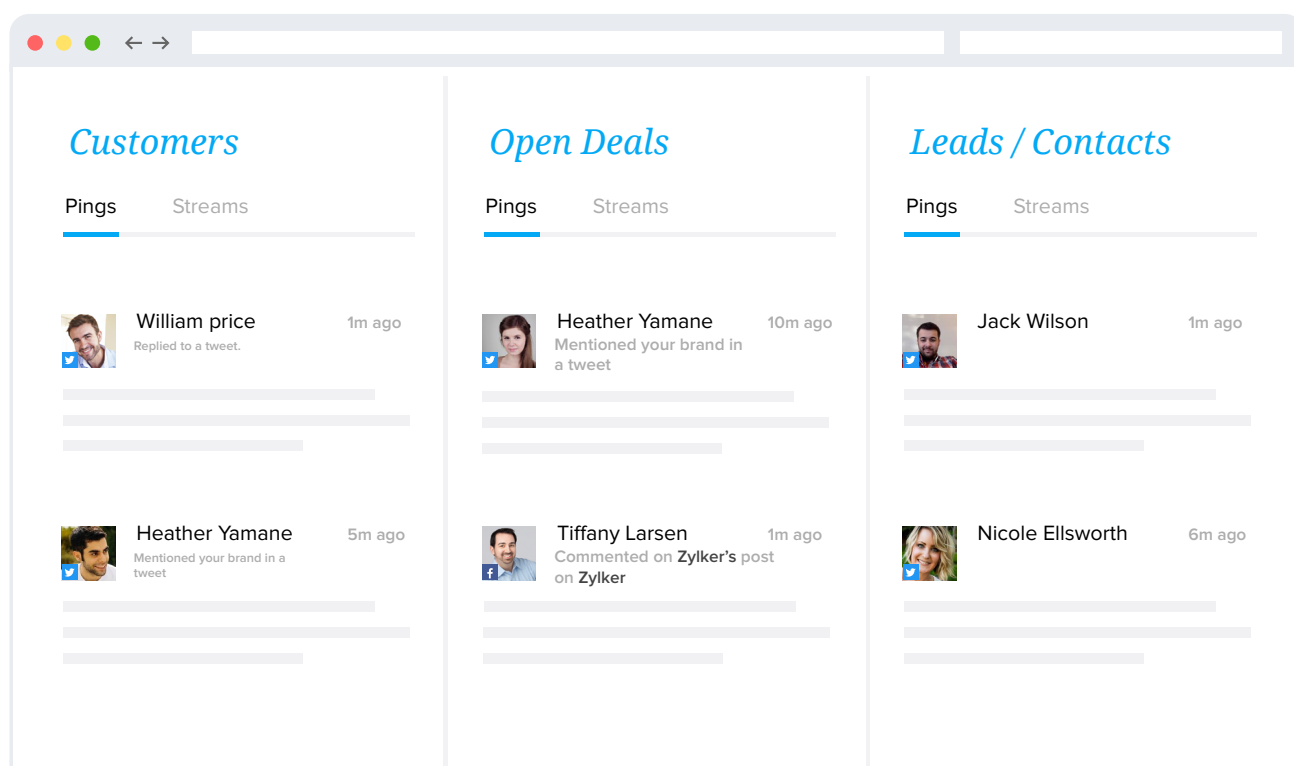 Customers
Pings Streams
William price 1m ago
Replied to a tweet.
Heather Yamane 5m ago
Mentioned your brand in a
tweet
Open Deals
Pings Streams
Heather Yamane 10m ago
Mentioned your brand in
a tweet
Tiffany Larsen 1m ago
Commented on Zylker's post
on Zylker
Leads / Contacts
Pings Streams
Jack Wilson 1m ago
Nicole Ellsworth 6m ago